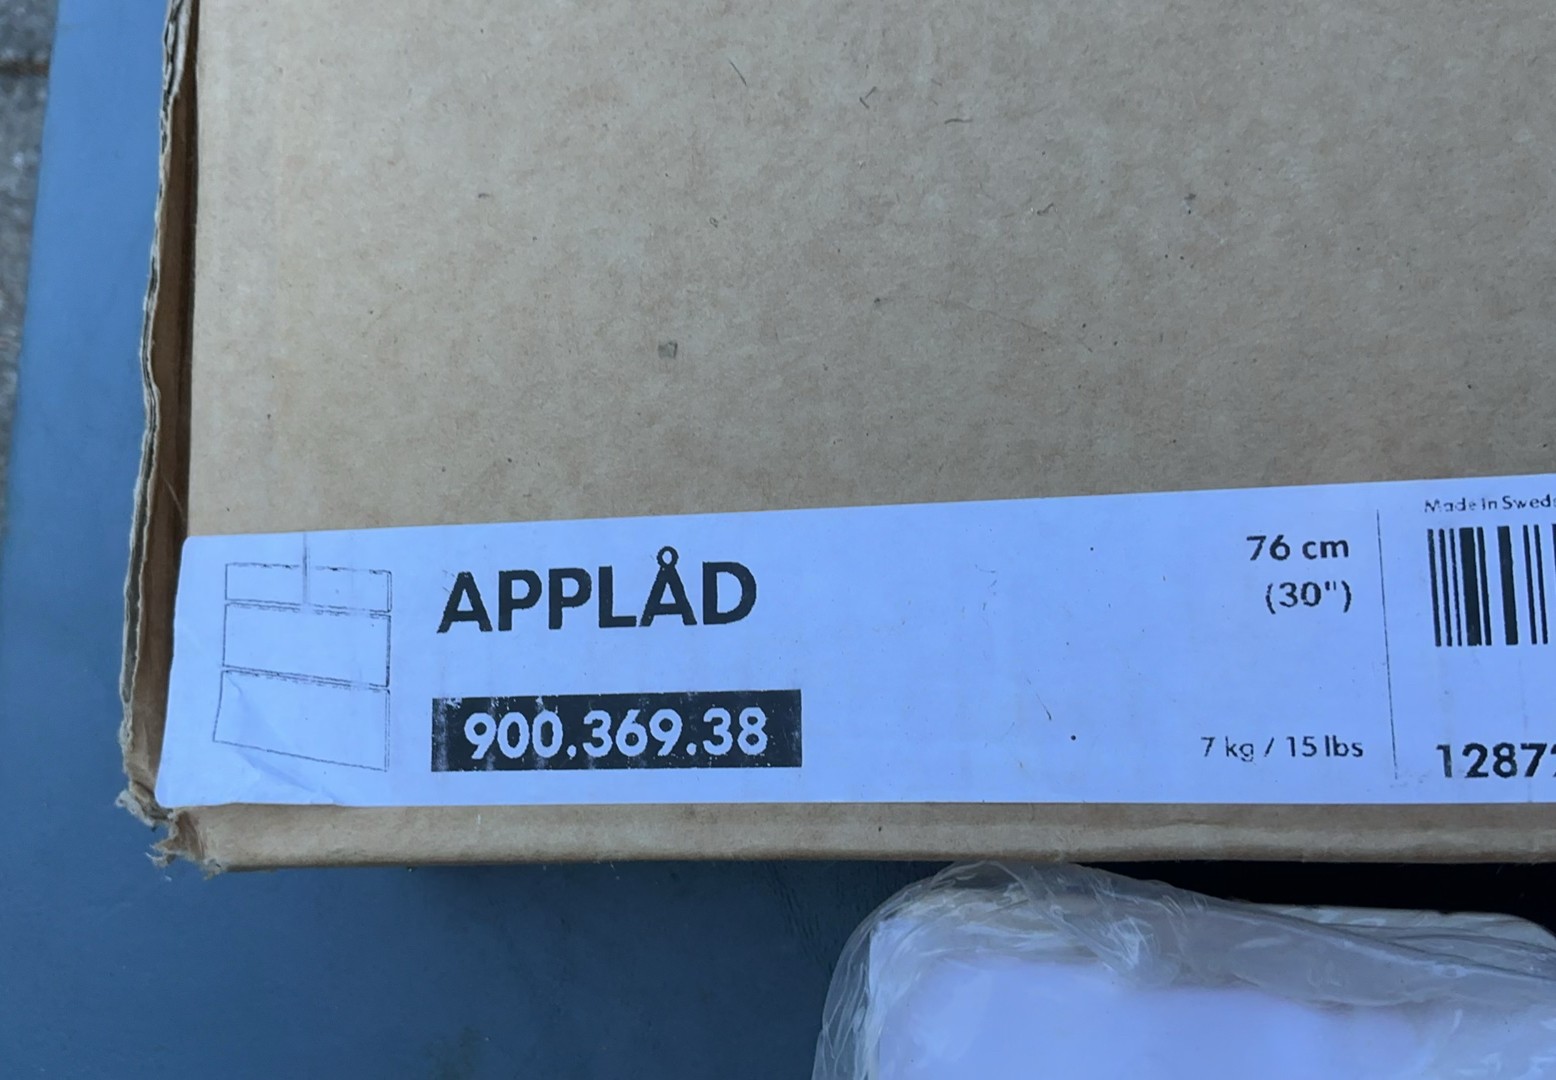 APPLÅD
900.369.38
76 cm
(30")
7 kg / 15 lbs
Made in Swed
1287